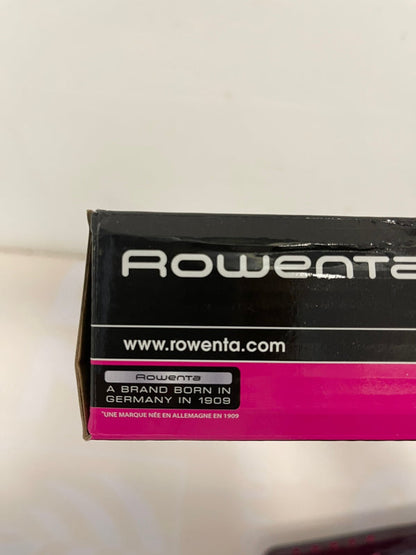 Rowenta
www.rowenta.com
Rowenta
A BRAND BORN IN
GERMANY IN 1909
*UNE MARQUE NÉE EN ALLEMAGNE EN 1909